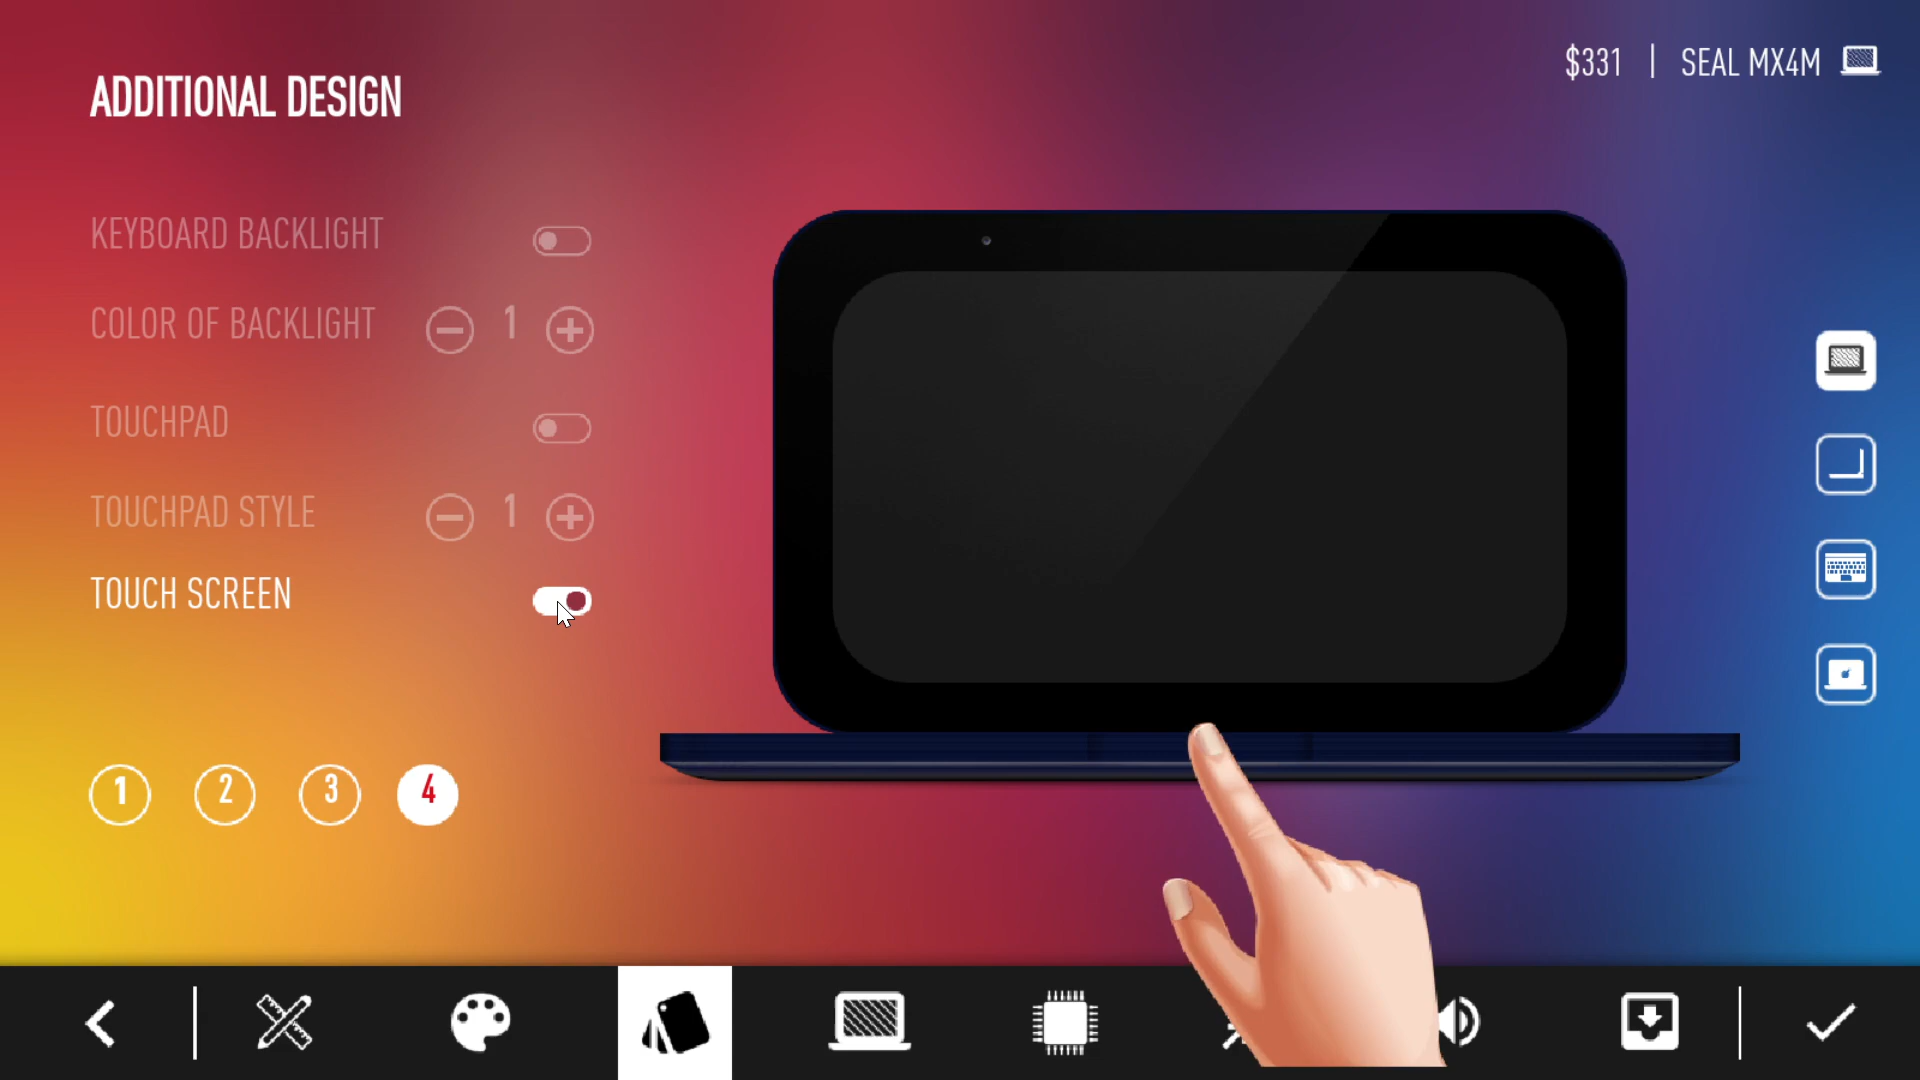 ADDITIONAL DESIGN
$331 | SEAL MX4M
KEYBOARD BACKLIGHT
COLOR OF BACKLIGHT 1
TOUCHPAD
TOUCHPAD STYLE 1
TOUCH SCREEN
1 2 3 4